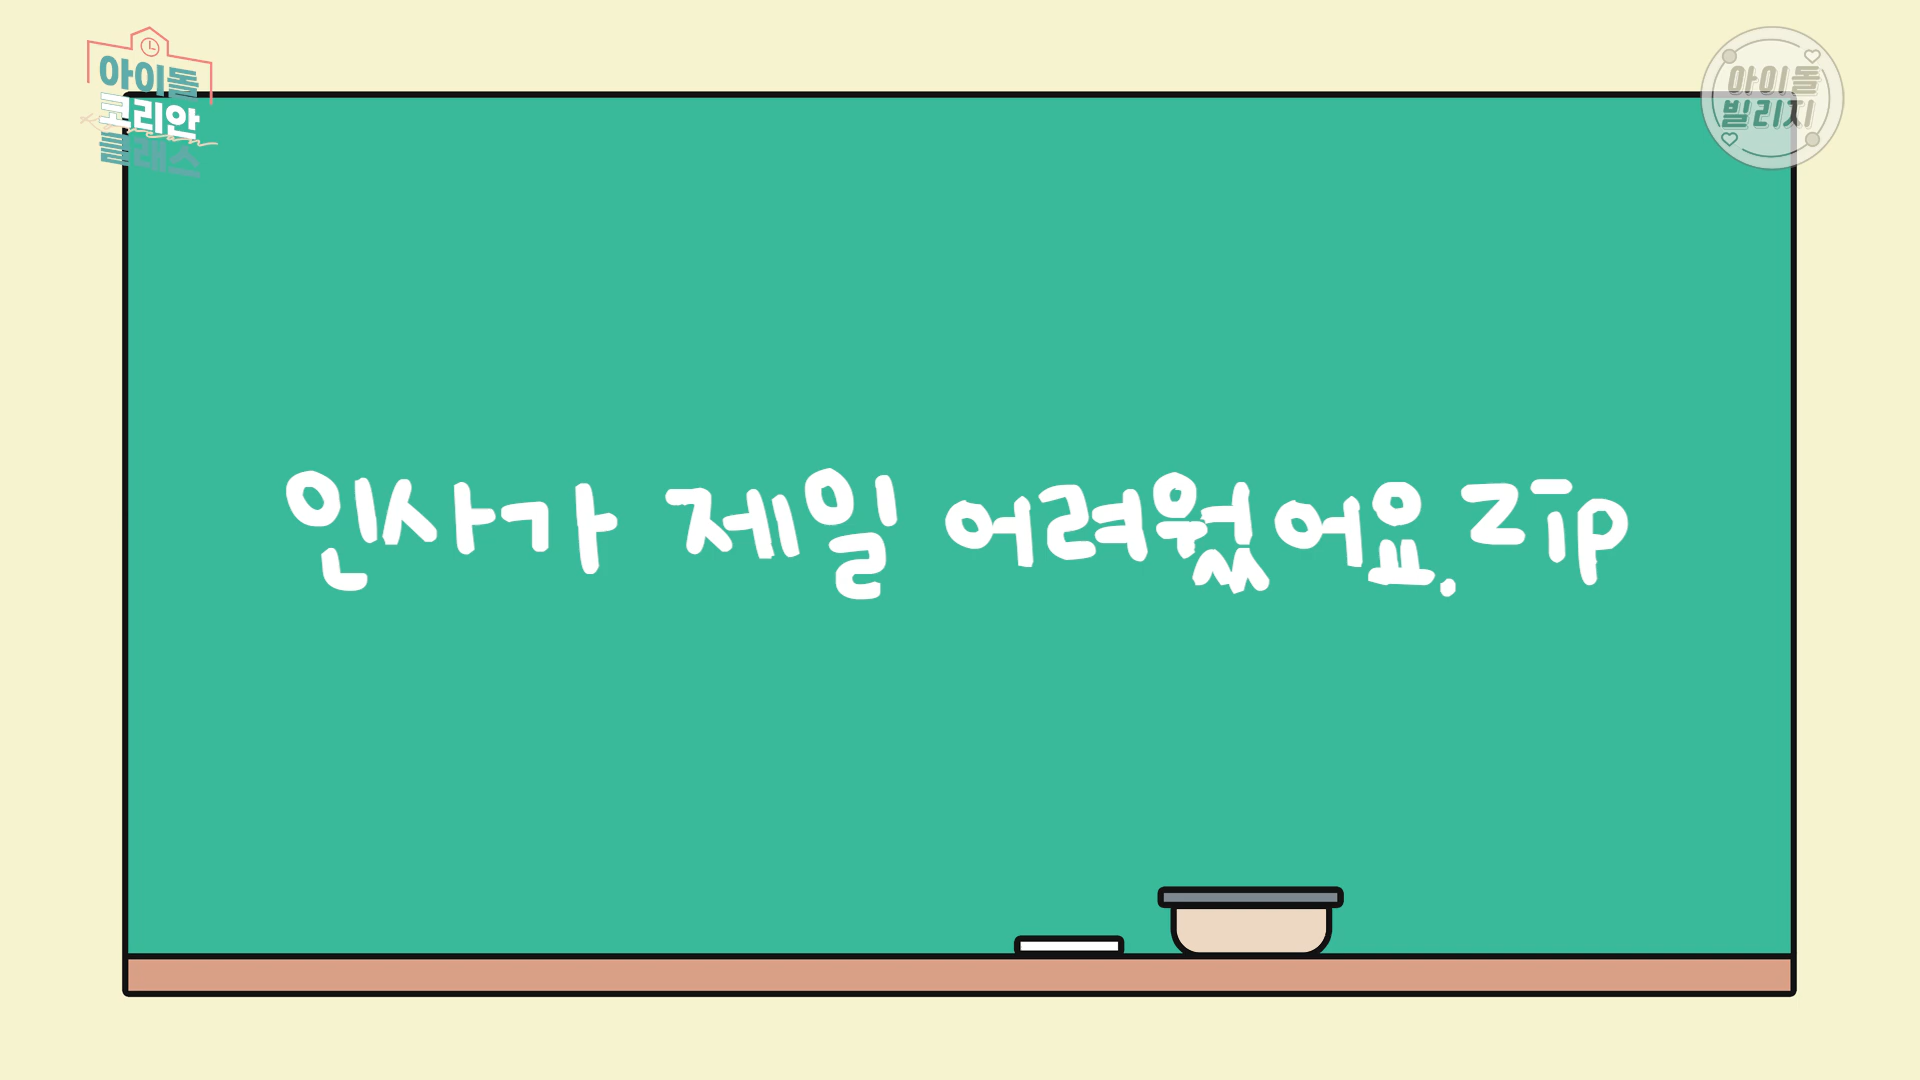 아이돌
코리안
클래스
아이돌
빌리지
인사가 제일 어려웠어요.zip